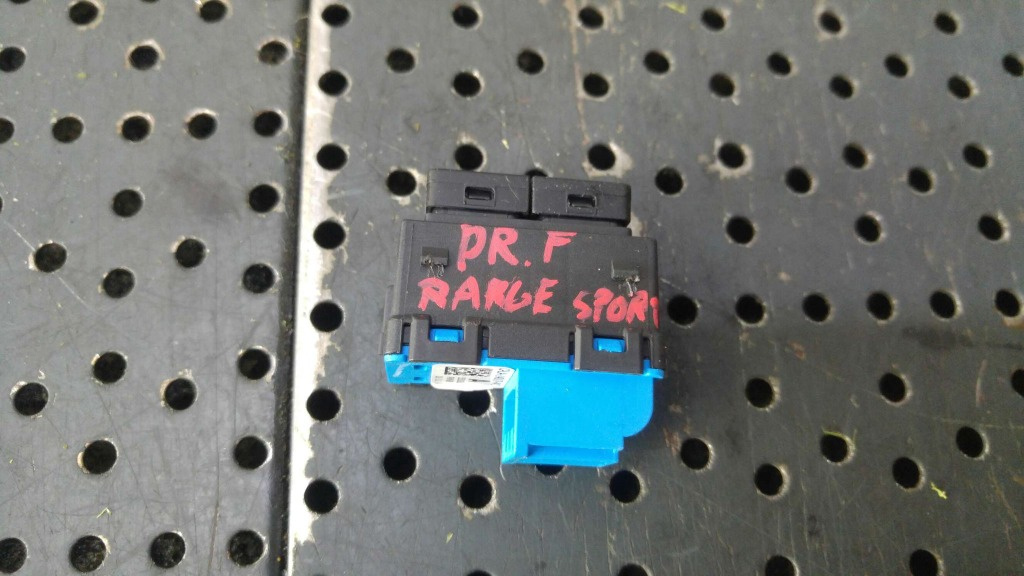 DR.F
RANGE SPORT